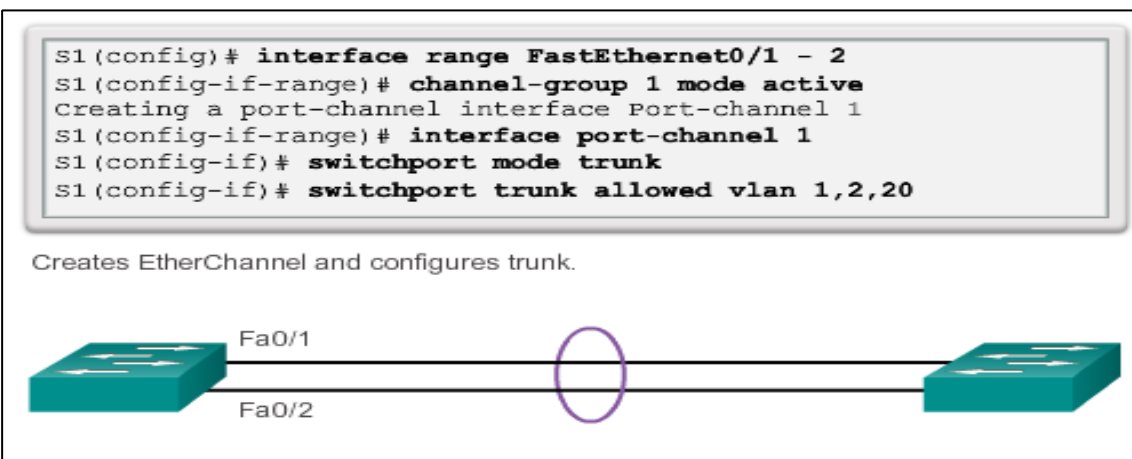 S1(config)# interface range FastEthernet0/1 - 2
S1(config-if-range)# channel-group 1 mode active
Creating a port-channel interface Port-channel 1
S1(config-if-range)# interface port-channel 1
S1(config-if)# switchport mode trunk
S1(config-if)# switchport trunk allowed vlan 1,2,20
Creates EtherChannel and configures trunk.
Fa0/1
Fa0/2